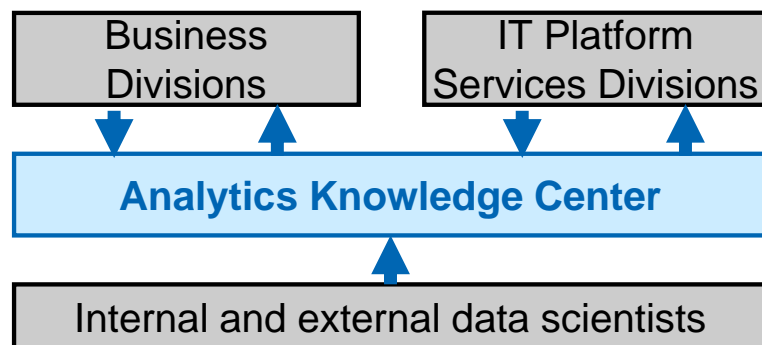 Business
Divisions
IT Platform
Services Divisions
Analytics Knowledge Center
Internal and external data scientists